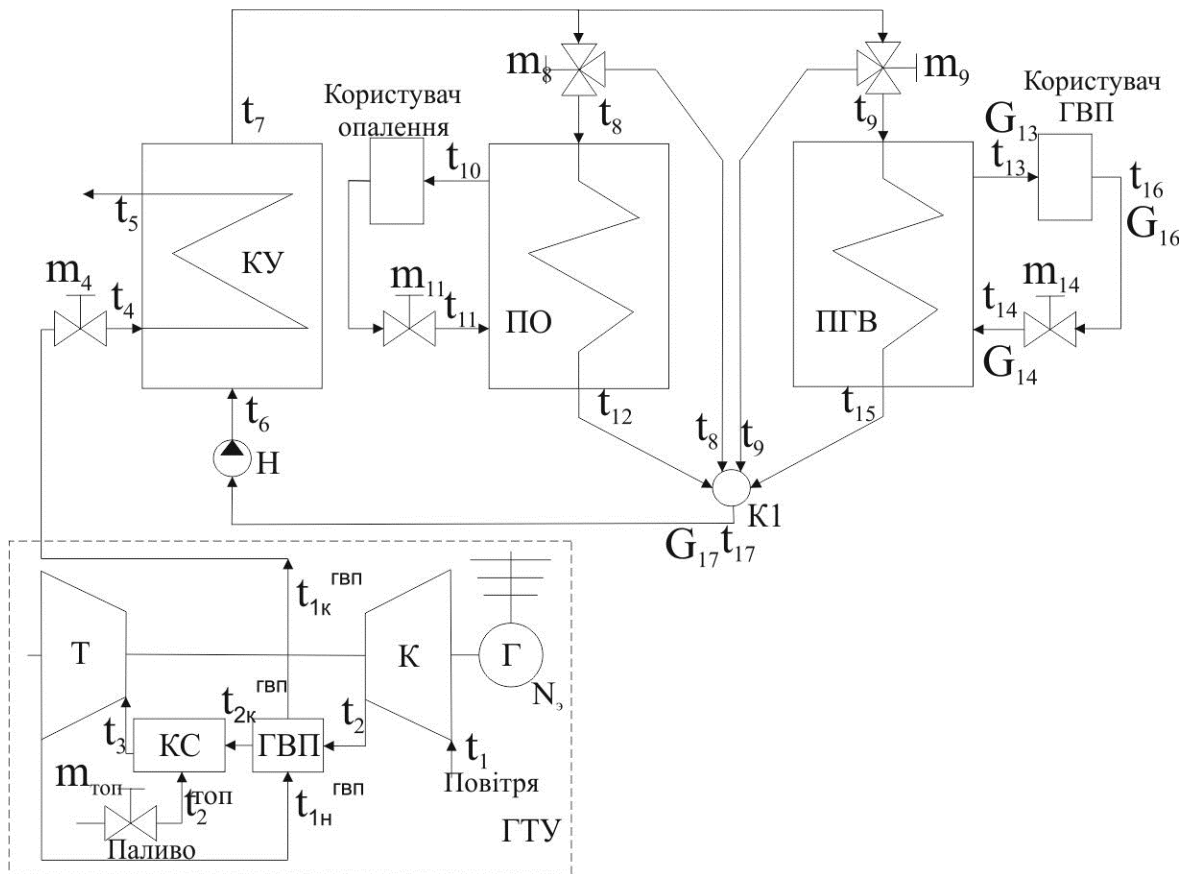 m₈
m₉
t₇
Користувач
опалення
t₈
t₉
Користувач
ГВП
G₁₃
t₁₀
t₁₃
t₁₆
G₁₆
t₅
КУ
m₄
t₄
m₁₁
t₁₁
ПО
ПГВ
m₁₄
t₁₄
G₁₄
t₆
t₁₂
t₁₅
t₈
t₉
Н
К1
G₁₇ t₁₇
t₁к ГВП
Т
К
Г
Nэ
t₂к ГВП
t₂
t₃
КС
ГВП
t₁
Повітря
mтоп
t₂ топ
t₁н ГВП
Паливо
ГТУ